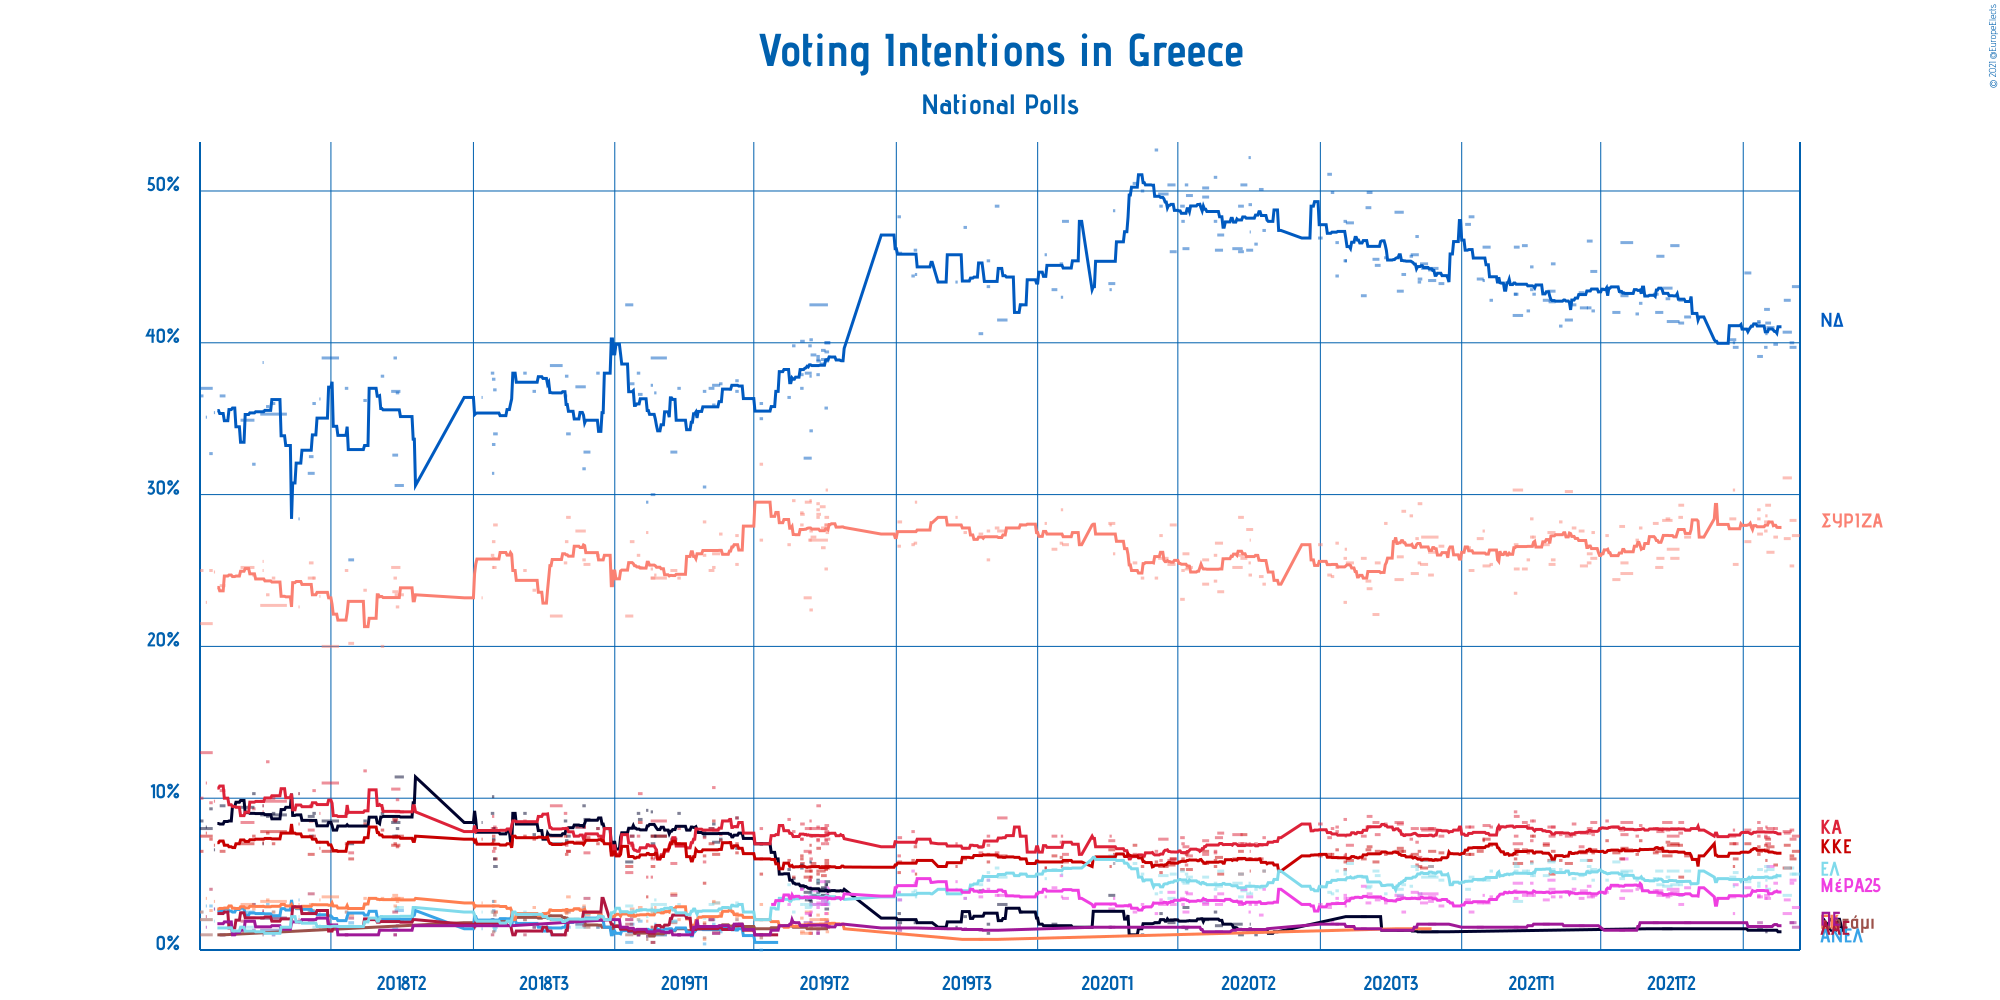 Voting Intentions in Greece
National Polls
© 2021 @EuropeElects
50%
40%
30%
20%
10%
0%
ΝΔ
ΣΥΡΙΖΑ
ΚΑ
ΚΚΕ
ΕΛ
ΜέΡΑ25
ΑΝΕΛ
2018T2
2018T3
2019T1
2019T2
2019T3
2020T1
2020T2
2020T3
2021T1
2021T2